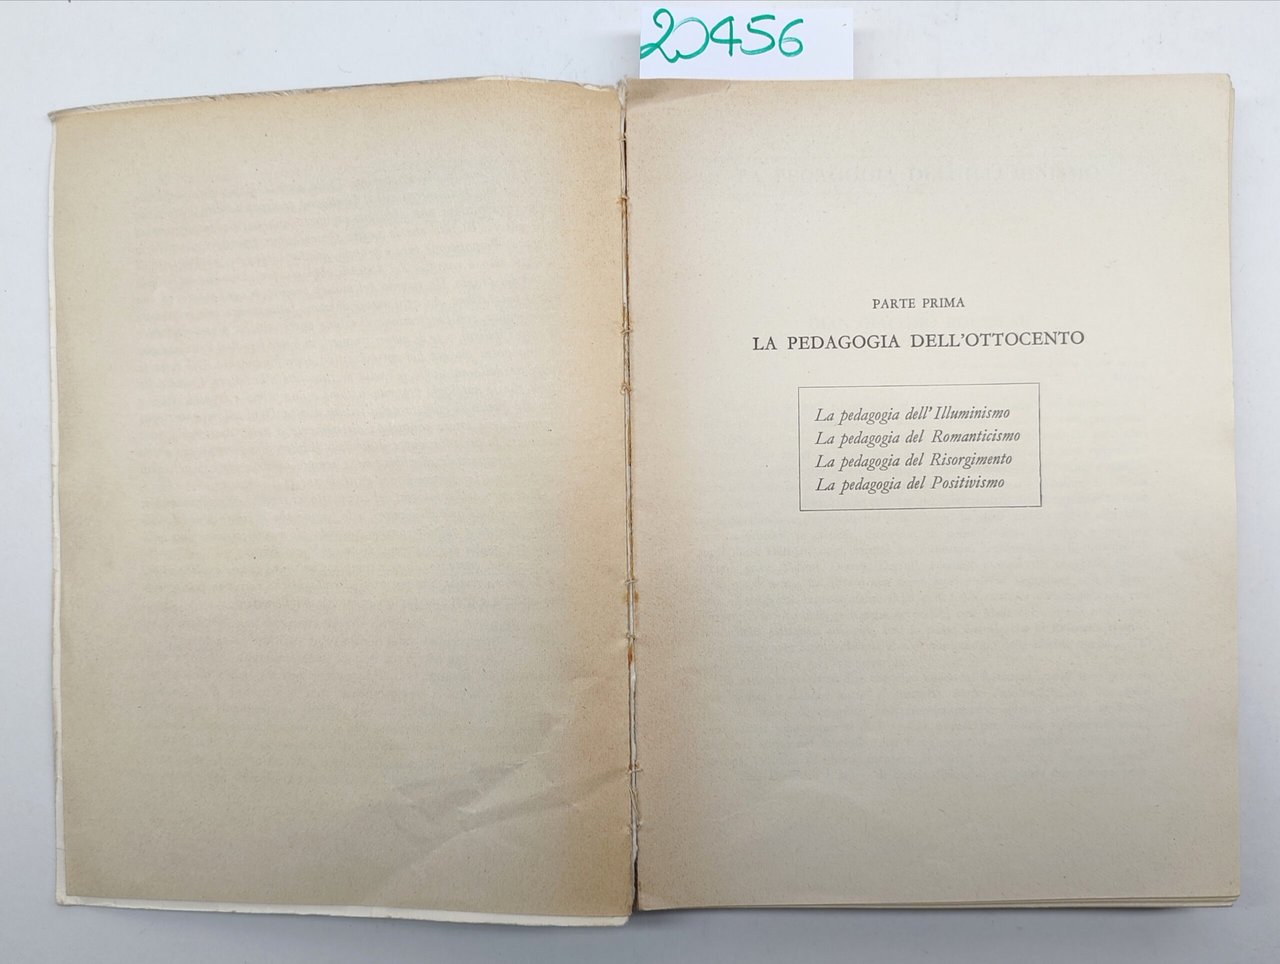 20456
PARTE PRIMA
LA PEDAGOGIA DELL'OTTOCENTO
La pedagogia dell'Illuminismo
La pedagogia del Romanticismo
La pedagogia del Risorgimento
La pedagogia del Positivismo